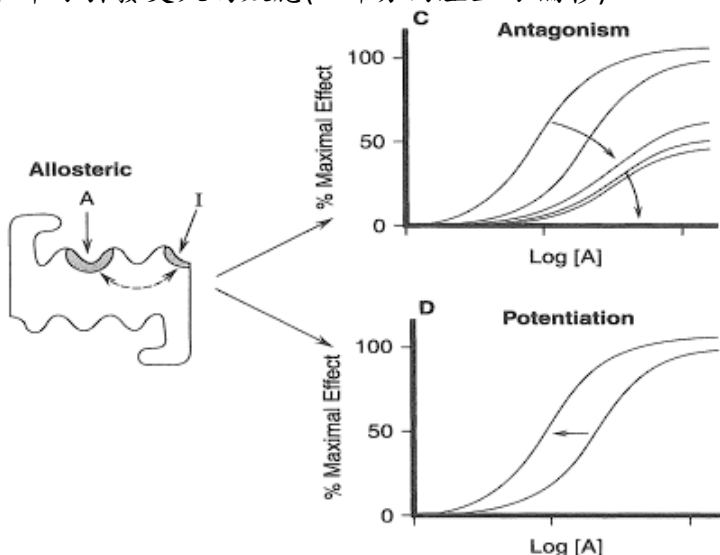 C
Antagonism
% Maximal Effect
100
50
0
Log [A]
Allosteric
A
I
D
Potentiation
% Maximal Effect
100
50
0
Log [A]